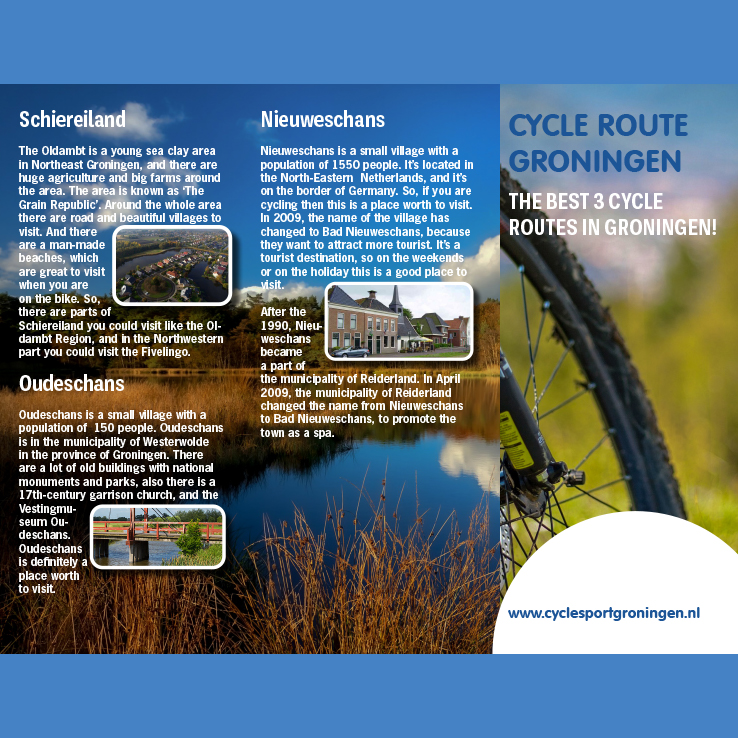 Schiereiland
The Oldambt is a young sea clay area
in Northeast Groningen, and there are
huge agriculture and big farms around
the area. The area is known as ‘The
Grain Republic’. Around the whole area
there are road and beautiful villages to
visit. And there
are a man-made
beaches, which
are great to visit
when you are
on the bike. So,
there are parts of
Schiereiland you could visit like the Ol-
dambt Region, and in the Northwestern
part you could visit the Fivelingo.
Oudeschans
Oudeschans is a small village with a
population of  150 people. Oudeschans
is in the municipality of Westerwolde
in the province of Groningen. There
are a lot of old buildings with national
monuments and parks, also there is a
17th-century garrison church, and the
Vestingmu-
seum Ou-
deschans.
Oudeschans
is definitely a
place worth
to visit.
Nieuweschans
Nieuweschans is a small village with a
population of 1550 people. It’s located in
the North-Eastern  Netherlands, and it’s
on the border of Germany. So, if you are
cycling then this is a place worth to visit.
In 2009, the name of the village has
changed to Bad Nieuweschans, because
they want to attract more tourist. It’s a
tourist destination, so on the weekends
or on the holiday this is a good place to
visit.
After the
1990, Nieu-
weschans
became
a part of
the municipality of Reiderland. In April
2009, the municipality of Reiderland
changed the name from Nieuweschans
to Bad Nieuweschans, to promote the
town as a spa.
CYCLE ROUTE
GRONINGEN
THE BEST 3 CYCLE
ROUTES IN GRONINGEN!
www.cyclesportgroningen.nl